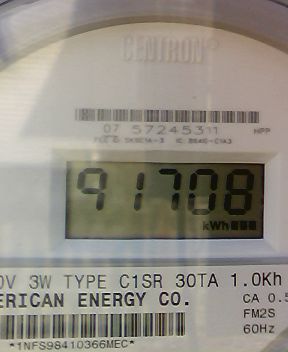 CENTRON®
07 57245311 HPP
91708
kWh
0V 3W TYPE C1SR 30TA 1.0Kh
ERICAN ENERGY CO. CA 0.5
FM2S
60Hz
*1NFS98410366MEC*